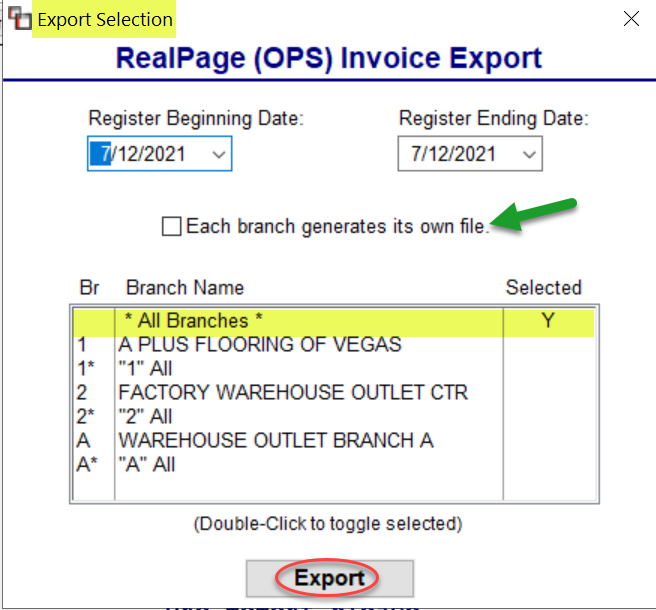 Export Selection
RealPage (OPS) Invoice Export
Register Beginning Date: Register Ending Date:
7/12/2021 7/12/2021
Each branch generates its own file.
Br Branch Name Selected
* All Branches * Y
1 A PLUS FLOORING OF VEGAS
1* "1" All
2 FACTORY WAREHOUSE OUTLET CTR
2* "2" All
A WAREHOUSE OUTLET BRANCH A
A* "A" All
(Double-Click to toggle selected)
Export